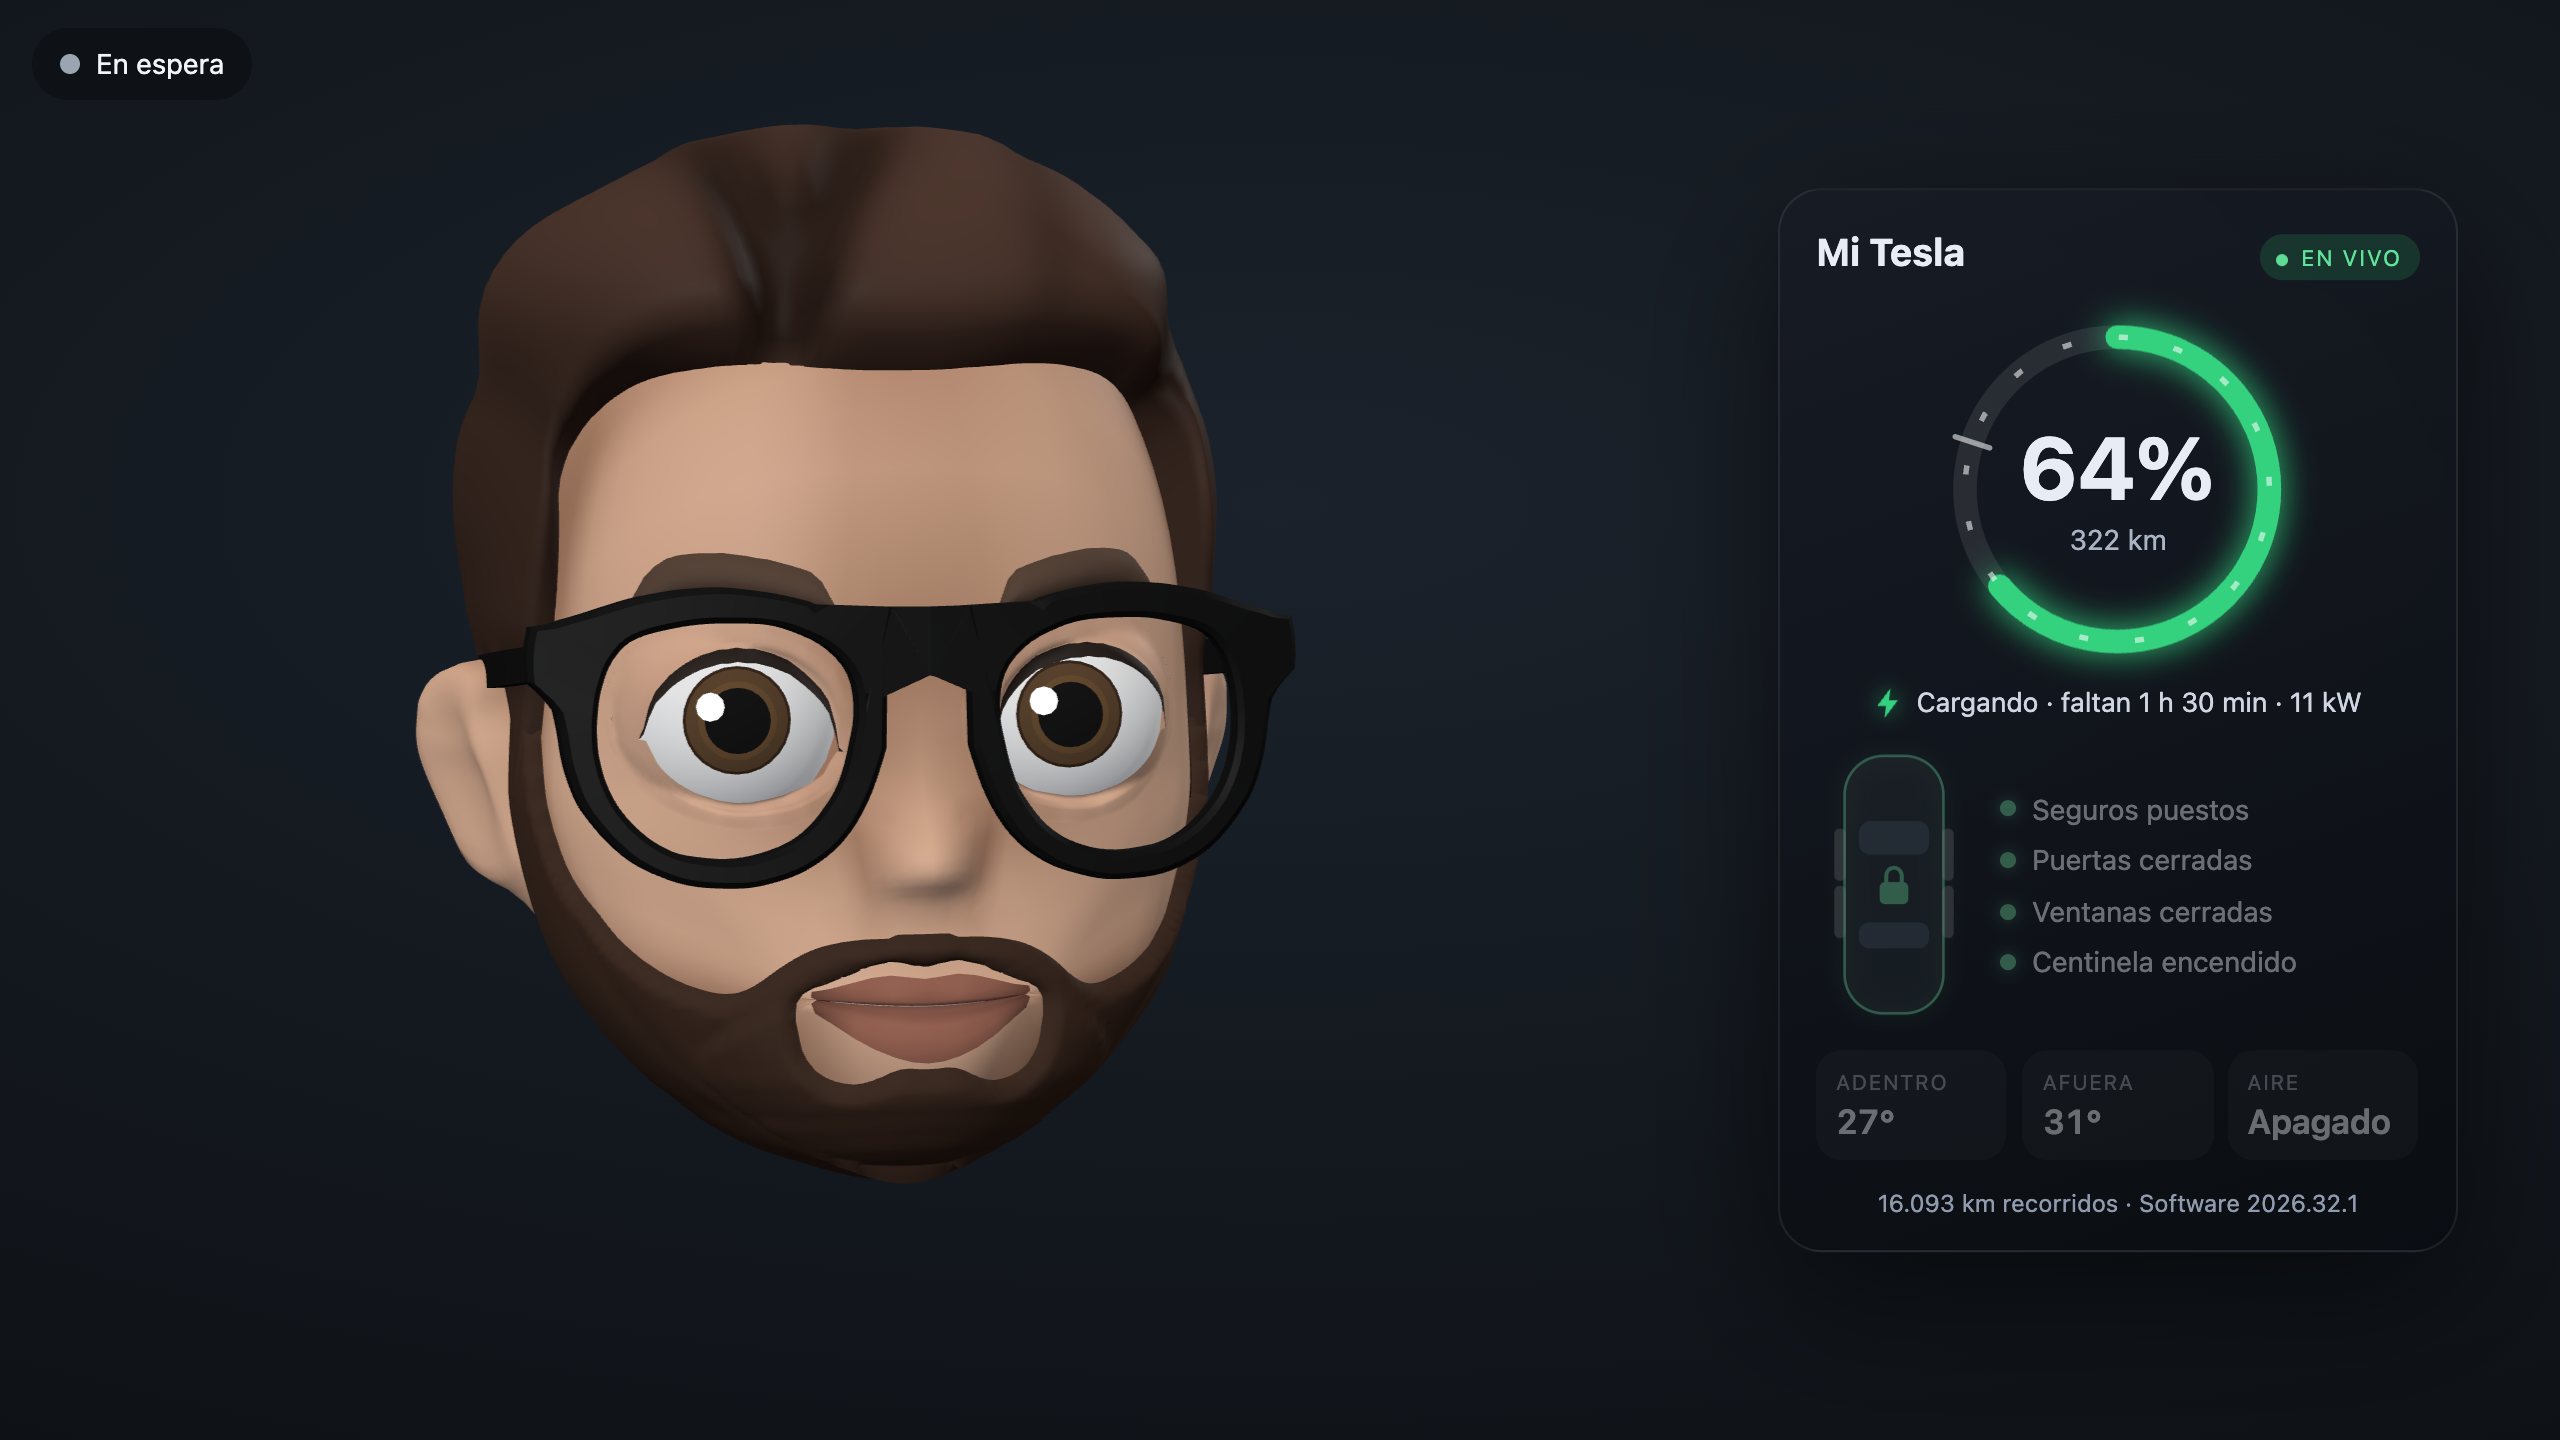 En espera
Mi Tesla
EN VIVO
64%
322 km
Cargando · faltan 1 h 30 min · 11 kW
Seguros puestos
Puertas cerradas
Ventanas cerradas
Centinela encendido
ADENTRO
27°
AFUERA
31°
AIRE
Apagado
16.093 km recorridos · Software 2026.32.1